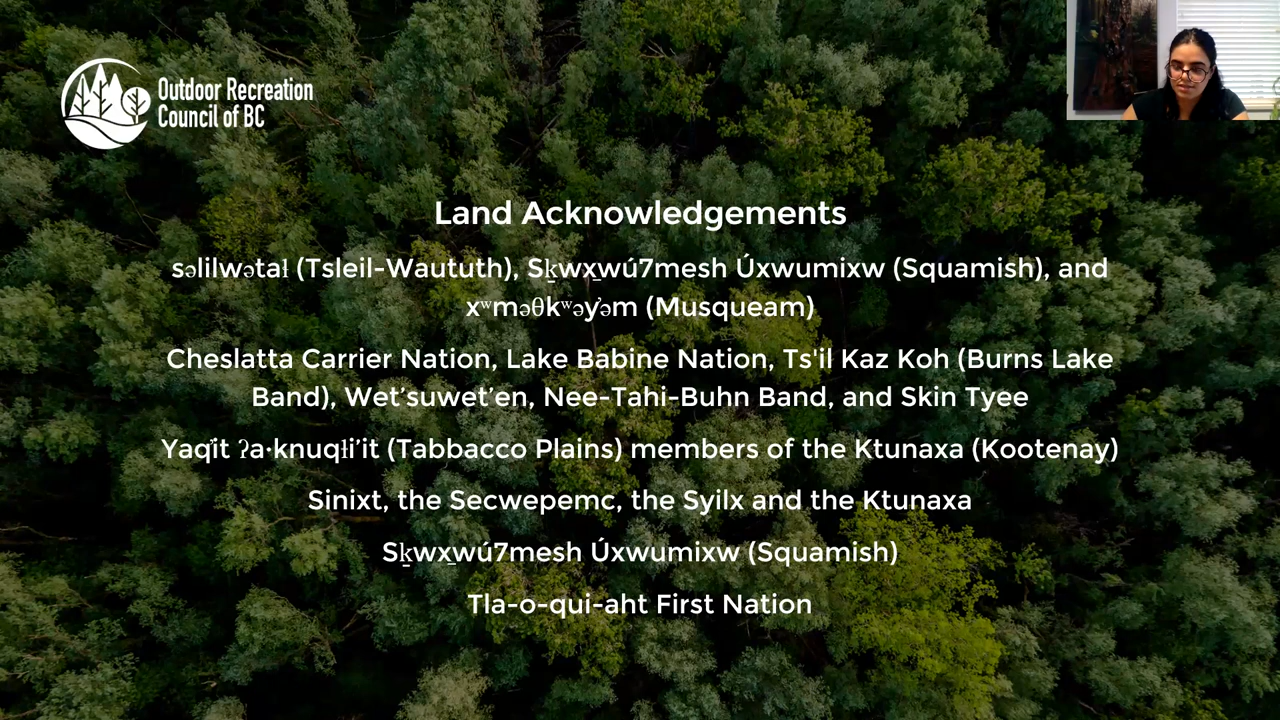 Outdoor Recreation
Council of BC
Land Acknowledgements
səlilwətaɬ (Tsleil-Waututh), Sḵwx̱wú7mesh Úxwumixw (Squamish), and
xʷməθkʷəy̓əm (Musqueam)
Cheslatta Carrier Nation, Lake Babine Nation, Ts'il Kaz Koh (Burns Lake
Band), Wet’suwet’en, Nee-Tahi-Buhn Band, and Skin Tyee
Yaq̓it ʔa·knuqⱡi’it (Tabbacco Plains) members of the Ktunaxa (Kootenay)
Sinixt, the Secwepemc, the Syilx and the Ktunaxa
Sḵwx̱wú7mesh Úxwumixw (Squamish)
Tla-o-qui-aht First Nation